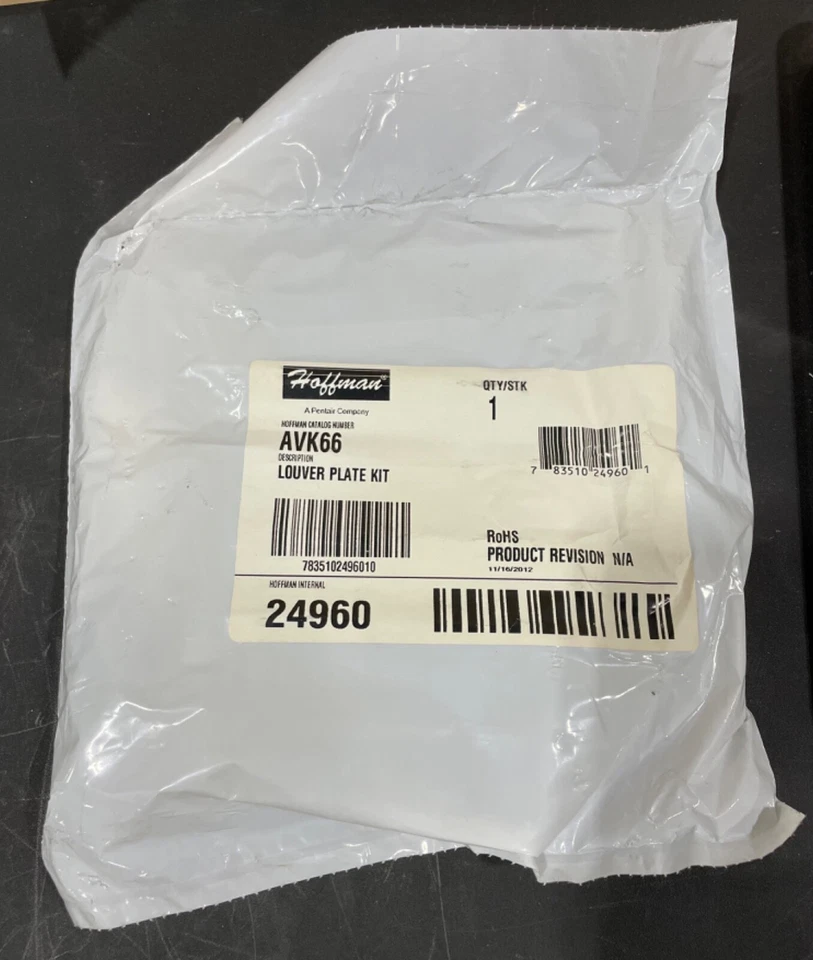 Hoffman®
A Pentair Company
QTY/STK
1
HOFFMAN CATALOG NUMBER
AVK66
DESCRIPTION
LOUVER PLATE KIT
7 83510 24960 1
7835102496010
RoHS
PRODUCT REVISION N/A
11/16/2012
HOFFMAN INTERNAL
24960